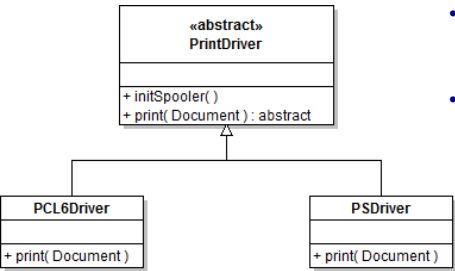 «abstract»
PrintDriver
+ initSpooler( )
+ print( Document ) : abstract
PCL6Driver
+ print( Document )
PSDriver
+ print( Document )